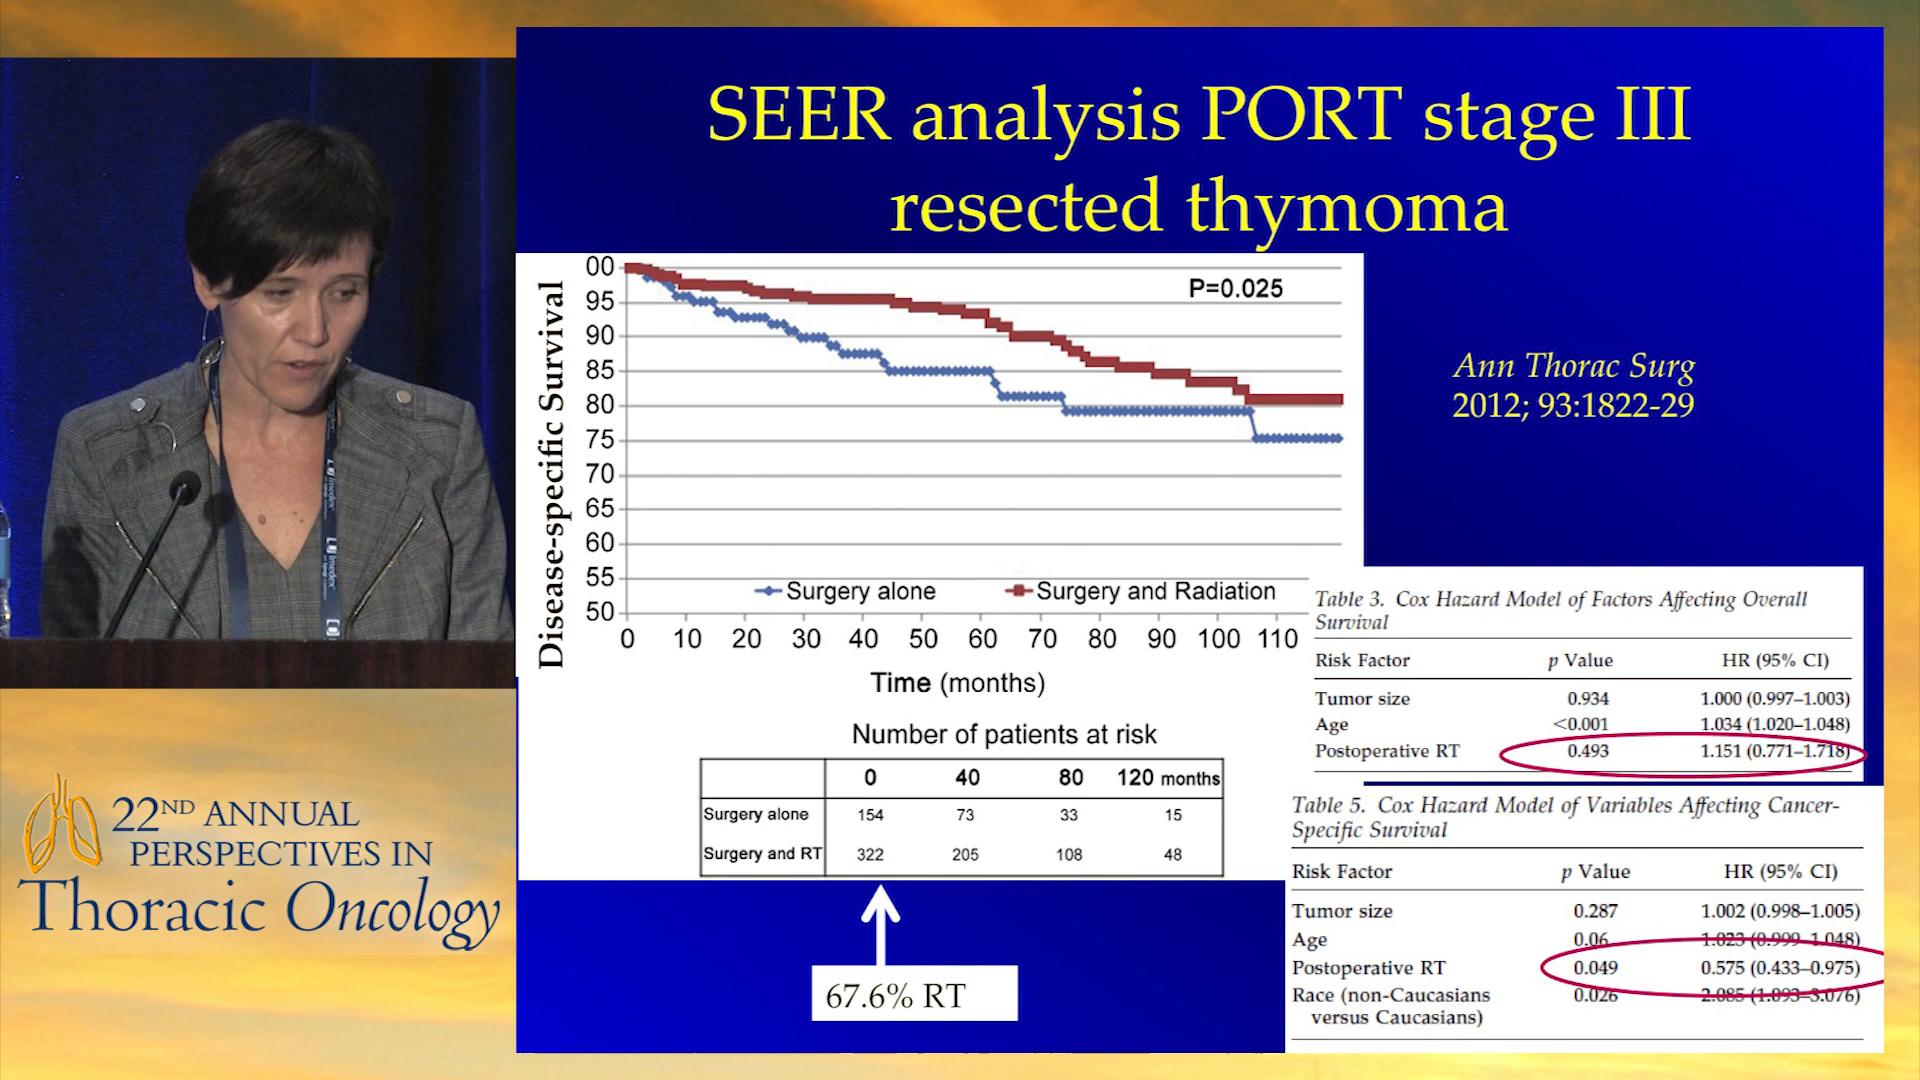 SEER analysis PORT stage III
resected thymoma
Disease-specific Survival
00
95
90
85
80
75
70
65
60
55
50
P=0.025
Surgery alone
Surgery and Radiation
0 10 20 30 40 50 60 70 80 90 100 110
Time (months)
Number of patients at risk
0 40 80 120 months
Surgery alone 154 73 33 15
Surgery and RT 322 205 108 48
67.6% RT
Ann Thorac Surg
2012; 93:1822-29
Table 3. Cox Hazard Model of Factors Affecting Overall
Survival
Risk Factor p Value HR (95% CI)
Tumor size 0.934 1.000 (0.997–1.003)
Age <0.001 1.034 (1.020–1.048)
Postoperative RT 0.493 1.151 (0.771–1.718)
Table 5. Cox Hazard Model of Variables Affecting Cancer-
Specific Survival
Risk Factor p Value HR (95% CI)
Tumor size 0.287 1.002 (0.998–1.005)
Age 0.06 1.023 (0.999–1.048)
Postoperative RT 0.049 0.575 (0.433–0.975)
Race (non-Caucasians 0.026
versus Caucasians)
22ND ANNUAL
PERSPECTIVES IN
Thoracic Oncology
imedex
imedex